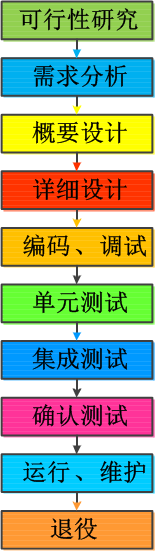 可行性研究
需求分析
概要设计
详细设计
编码、调试
单元测试
集成测试
确认测试
运行、维护
退役